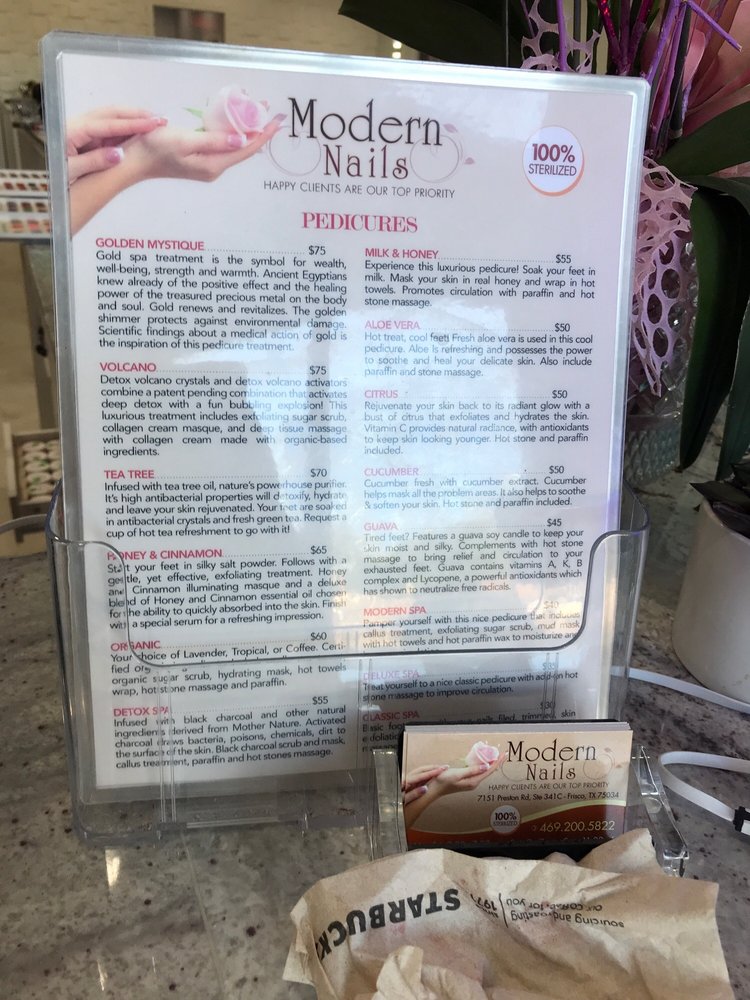 Modern
Nails
HAPPY CLIENTS ARE OUR TOP PRIORITY
100%
STERILIZED
PEDICURES
GOLDEN MYSTIQUE $75
Gold spa treatment is the symbol for wealth,
well-being, strength and warmth. Ancient Egyptians
knew already of the positive effect and the healing
power of the treasured precious metal on the body
and soul. Gold renews and revitalizes. The golden
shimmer protects against environmental damage.
Scientific findings about a medical action of gold is
the inspiration of this pedicure treatment.
VOLCANO $75
Detox volcano crystals and detox volcano activators
combine a patent pending combination that activates
deep detox with a fun bubbling explosion! This
luxurious treatment includes exfoliating sugar scrub,
collagen cream masque, and deep tissue massage
with collagen cream made with organic-based
ingredients.
TEA TREE $70
Infused with tea tree oil, nature's powerhouse purifier.
It's high antibacterial properties will detoxify, hydrate
and leave your skin rejuvenated. Your feet are soaked
in antibacterial crystals and fresh green tea. Request a
cup of hot tea refreshment to go with it!
HONEY & CINNAMON $65
Start your feet in silky salt powder. Follows with a
gentle, yet effective, exfoliating treatment. Honey
and Cinnamon illuminating masque and a deluxe
blend of Honey and Cinnamon essential oil chosen
for the ability to quickly absorbed into the skin. Finish
with a special serum for a refreshing impression.
ORGANIC $60
Your choice of Lavender, Tropical, or Coffee. Certi-
fied
organic sugar scrub, hydrating mask, hot towels
wrap, hot stone massage and paraffin.
DETOX SPA $55
Infused with black charcoal and other natural
ingredients derived from Mother Nature. Activated
charcoal draws bacteria, poisons, chemicals, dirt to
the surface of the skin. Black charcoal scrub and mask,
callus treatment, paraffin and hot stones massage.
MILK & HONEY $55
Experience this luxurious pedicure! Soak your feet in
milk. Mask your skin in real honey and wrap in hot
towels. Promotes circulation with paraffin and hot
stone massage.
ALOE VERA $50
Hot treat, cool feet! Fresh aloe vera is used in this cool
pedicure. Aloe is refreshing and possesses the power
to soothe and heal your delicate skin. Also include
paraffin and stone massage.
CITRUS $50
Rejuvenate your skin back to its radiant glow with a
bust of citrus that exfoliates and hydrates the skin.
Vitamin C provides natural radiance, with antioxidants
to keep skin looking younger. Hot stone and paraffin
included.
CUCUMBER $50
Cucumber fresh with cucumber extract. Cucumber
helps mask all the problem areas. It also helps to soothe
& soften your skin. Hot stone and paraffin included.
GUAVA $45
Tired feet? Features a guava soy candle to keep your
skin moist and silky. Complements with hot stone
massage to bring relief and circulation to your
exhausted feet. Guava contains vitamins A, K, B
complex and Lycopene, a powerful antioxidants which
has shown to neutralize free radicals.
MODERN SPA $40
Pamper yourself with this nice pedicure that includes
callus treatment, exfoliating sugar scrub, mud mask
with hot towels and hot paraffin wax to moisturize and
DELUXE SPA $35
Treat yourself to a nice classic pedicure with add-on hot
stone massage to improve circulation.
CLASSIC SPA $30
Basic foot nails filed, trimmed, skin
exfoliation
Modern
Nails
HAPPY CLIENTS ARE OUR TOP PRIORITY
7151 Preston Rd, Ste 341C - Frisco, TX 75034
100%
STERILIZED
469.200.5822
STARBUCK
sourcing and roasting